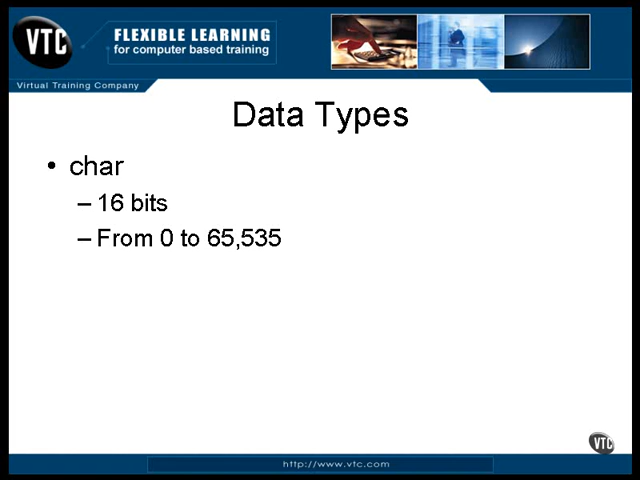 VTC
FLEXIBLE LEARNING
for computer based training
Virtual Training Company
Data Types
• char
– 16 bits
– From 0 to 65,535
VTC
http://www.vtc.com